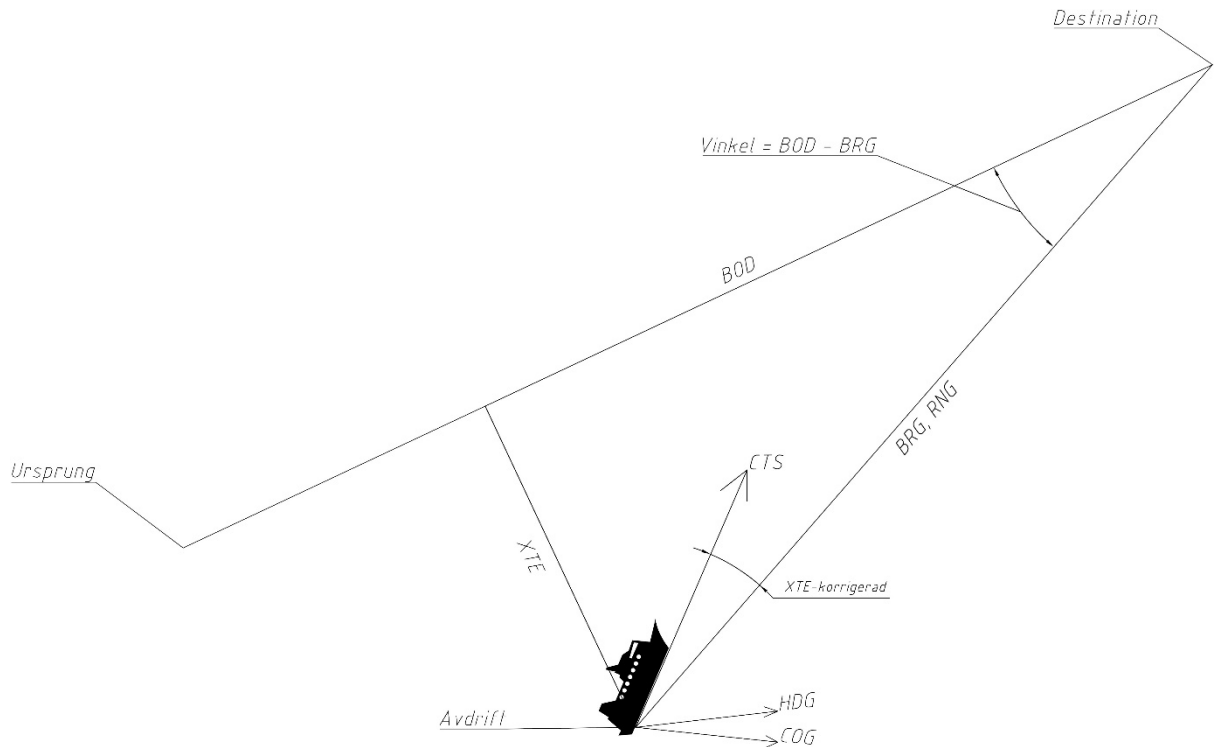 Destination
Vinkel = BOD - BRG
BOD
BRG, RNG
Ursprung
CTS
XTE
XTE-korrigerad
HDG
Avdrift
COG